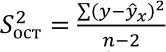 S²ост = ∑(y−ŷₓ)² / n−2